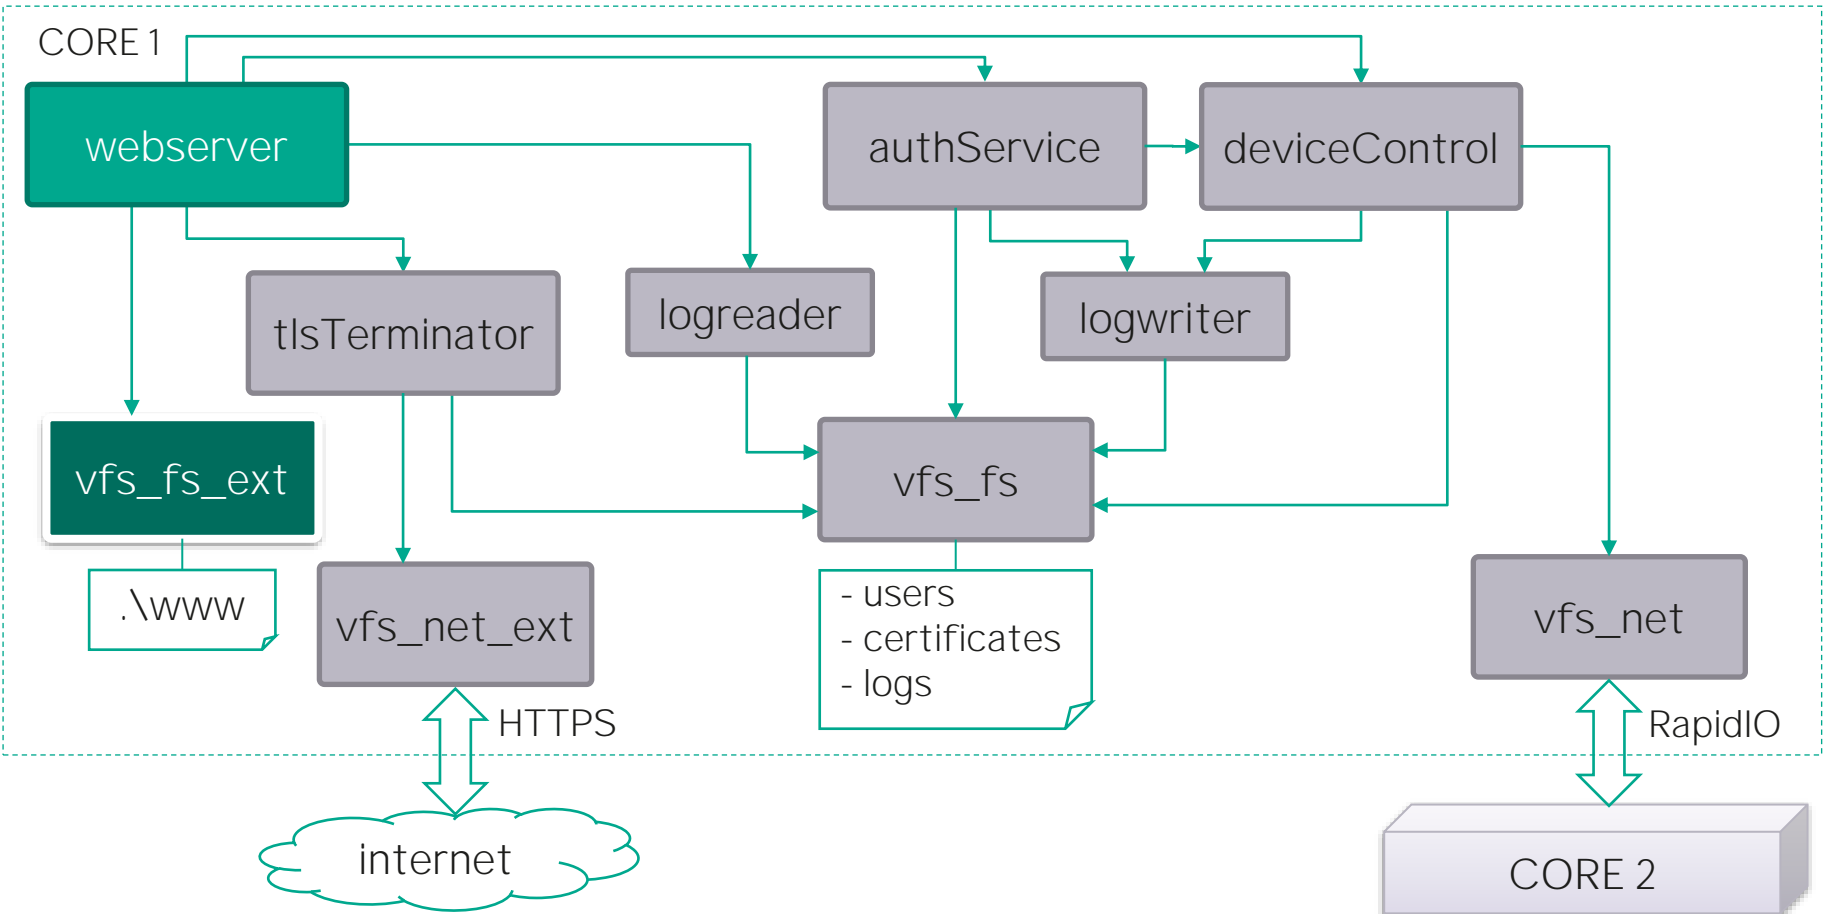 CORE 1
webserver
authService
deviceControl
tlsTerminator
logreader
logwriter
vfs_fs_ext
vfs_fs
.\www
vfs_net_ext
- users
- certificates
- logs
vfs_net
HTTPS
RapidIO
internet
CORE 2